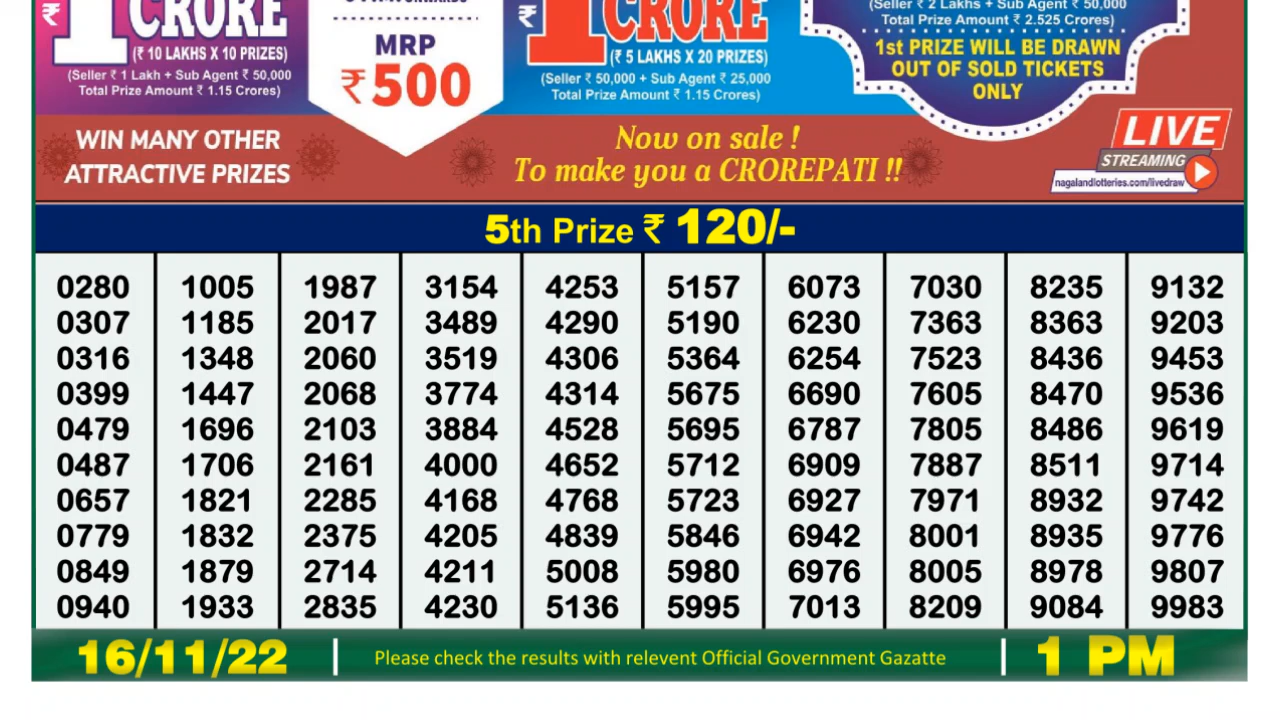 ₹ 1 CRORE
(₹ 10 LAKHS X 10 PRIZES)
(Seller ₹ 1 Lakh + Sub Agent ₹ 50,000
Total Prize Amount ₹ 1.15 Crores)
MRP
₹500
₹ 1 CRORE
(₹ 5 LAKHS X 20 PRIZES)
(Seller ₹ 50,000 + Sub Agent ₹ 25,000
Total Prize Amount ₹ 1.15 Crores)
(Seller ₹ 2 Lakhs + Sub Agent ₹ 50,000
Total Prize Amount ₹ 2.525 Crores)
1st PRIZE WILL BE DRAWN
OUT OF SOLD TICKETS
ONLY
WIN MANY OTHER
ATTRACTIVE PRIZES
Now on sale !
To make you a CROREPATI !!
LIVE
STREAMING
nagalandlotteries.com/livedraw
5th Prize ₹ 120/-
0280 1005 1987 3154 4253 5157 6073 7030 8235 9132
0307 1185 2017 3489 4290 5190 6230 7363 8363 9203
0316 1348 2060 3519 4306 5364 6254 7523 8436 9453
0399 1447 2068 3774 4314 5675 6690 7605 8470 9536
0479 1696 2103 3884 4528 5695 6787 7805 8486 9619
0487 1706 2161 4000 4652 5712 6909 7887 8511 9714
0657 1821 2285 4168 4768 5723 6927 7971 8932 9742
0779 1832 2375 4205 4839 5846 6942 8001 8935 9776
0849 1879 2714 4211 5008 5980 6976 8005 8978 9807
0940 1933 2835 4230 5136 5995 7013 8209 9084 9983
16/11/22 | Please check the results with relevent Official Government Gazatte | 1 PM